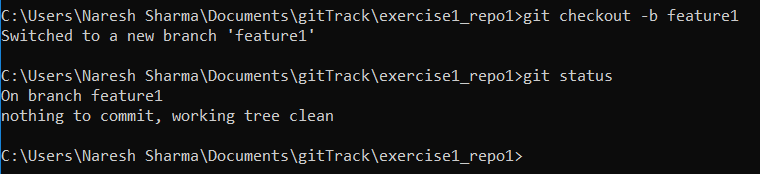 C:\Users\Naresh Sharma\Documents\gitTrack\exercise1_repo1>git checkout -b feature1
Switched to a new branch 'feature1'
C:\Users\Naresh Sharma\Documents\gitTrack\exercise1_repo1>git status
On branch feature1
nothing to commit, working tree clean
C:\Users\Naresh Sharma\Documents\gitTrack\exercise1_repo1>